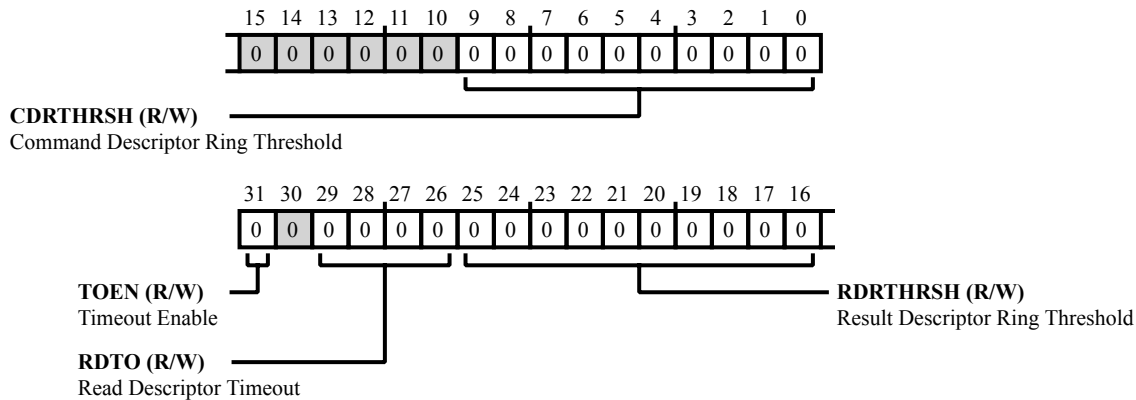 15 14 13 12 11 10 9 8 7 6 5 4 3 2 1 0
0 0 0 0 0 0 0 0 0 0 0 0 0 0 0 0
CDRTHRSH (R/W)
Command Descriptor Ring Threshold
31 30 29 28 27 26 25 24 23 22 21 20 19 18 17 16
0 0 0 0 0 0 0 0 0 0 0 0 0 0 0 0
TOEN (R/W)
Timeout Enable
RDRTHRSH (R/W)
Result Descriptor Ring Threshold
RDTO (R/W)
Read Descriptor Timeout